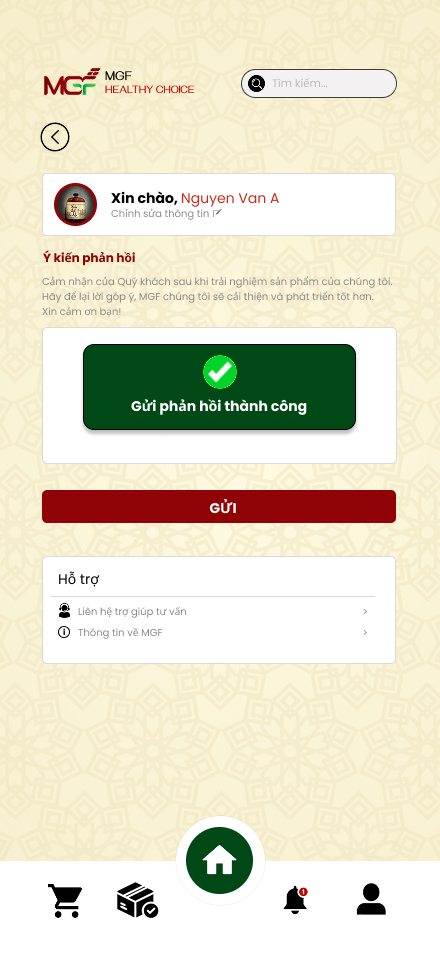 MGF
MGF
HEALTHY CHOICE
Tìm kiếm...
Xin chào, Nguyen Van A
Chỉnh sửa thông tin
Ý kiến phản hồi
Cảm nhận của Quý khách sau khi trải nghiệm sản phẩm của chúng tôi.
Hãy để lại lời góp ý, MGF chúng tôi sẽ cải thiện và phát triển tốt hơn.
Xin cảm ơn bạn!
Gửi phản hồi thành công
GỬI
Hỗ trợ
Liên hệ trợ giúp tư vấn
Thông tin về MGF
1